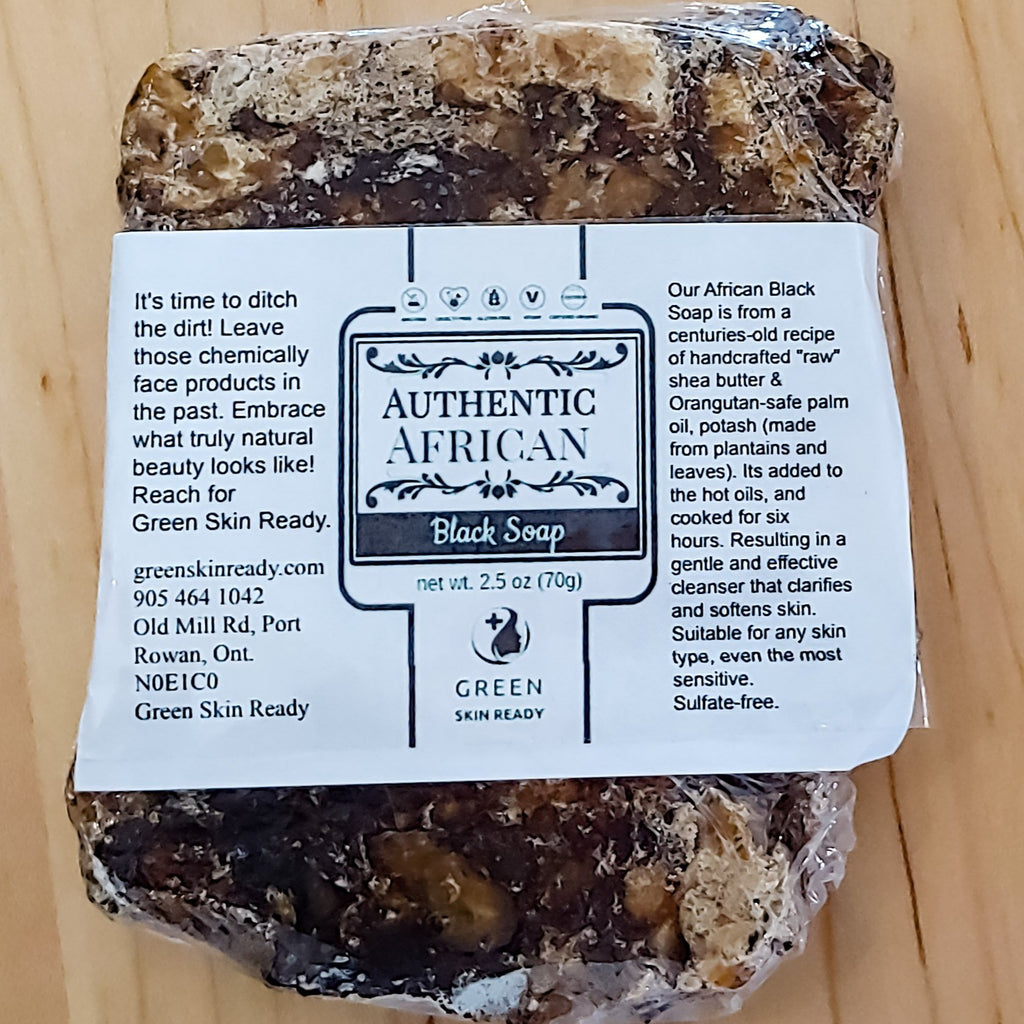 It's time to ditch
the dirt! Leave
those chemically
face products in
the past. Embrace
what truly natural
beauty looks like!
Reach for
Green Skin Ready.
greenskinready.com
905 464 1042
Old Mill Rd, Port
Rowan, Ont.
N0E1C0
Green Skin Ready
V
AUTHENTIC
AFRICAN
Black Soap
net wt. 2.5 oz (70g)
GREEN
SKIN READY
Our African Black
Soap is from a
centuries-old recipe
of handcrafted "raw"
shea butter &
Orangutan-safe palm
oil, potash (made
from plantains and
leaves). Its added to
the hot oils, and
cooked for six
hours. Resulting in a
gentle and effective
cleanser that clarifies
and softens skin.
Suitable for any skin
type, even the most
sensitive.
Sulfate-free.